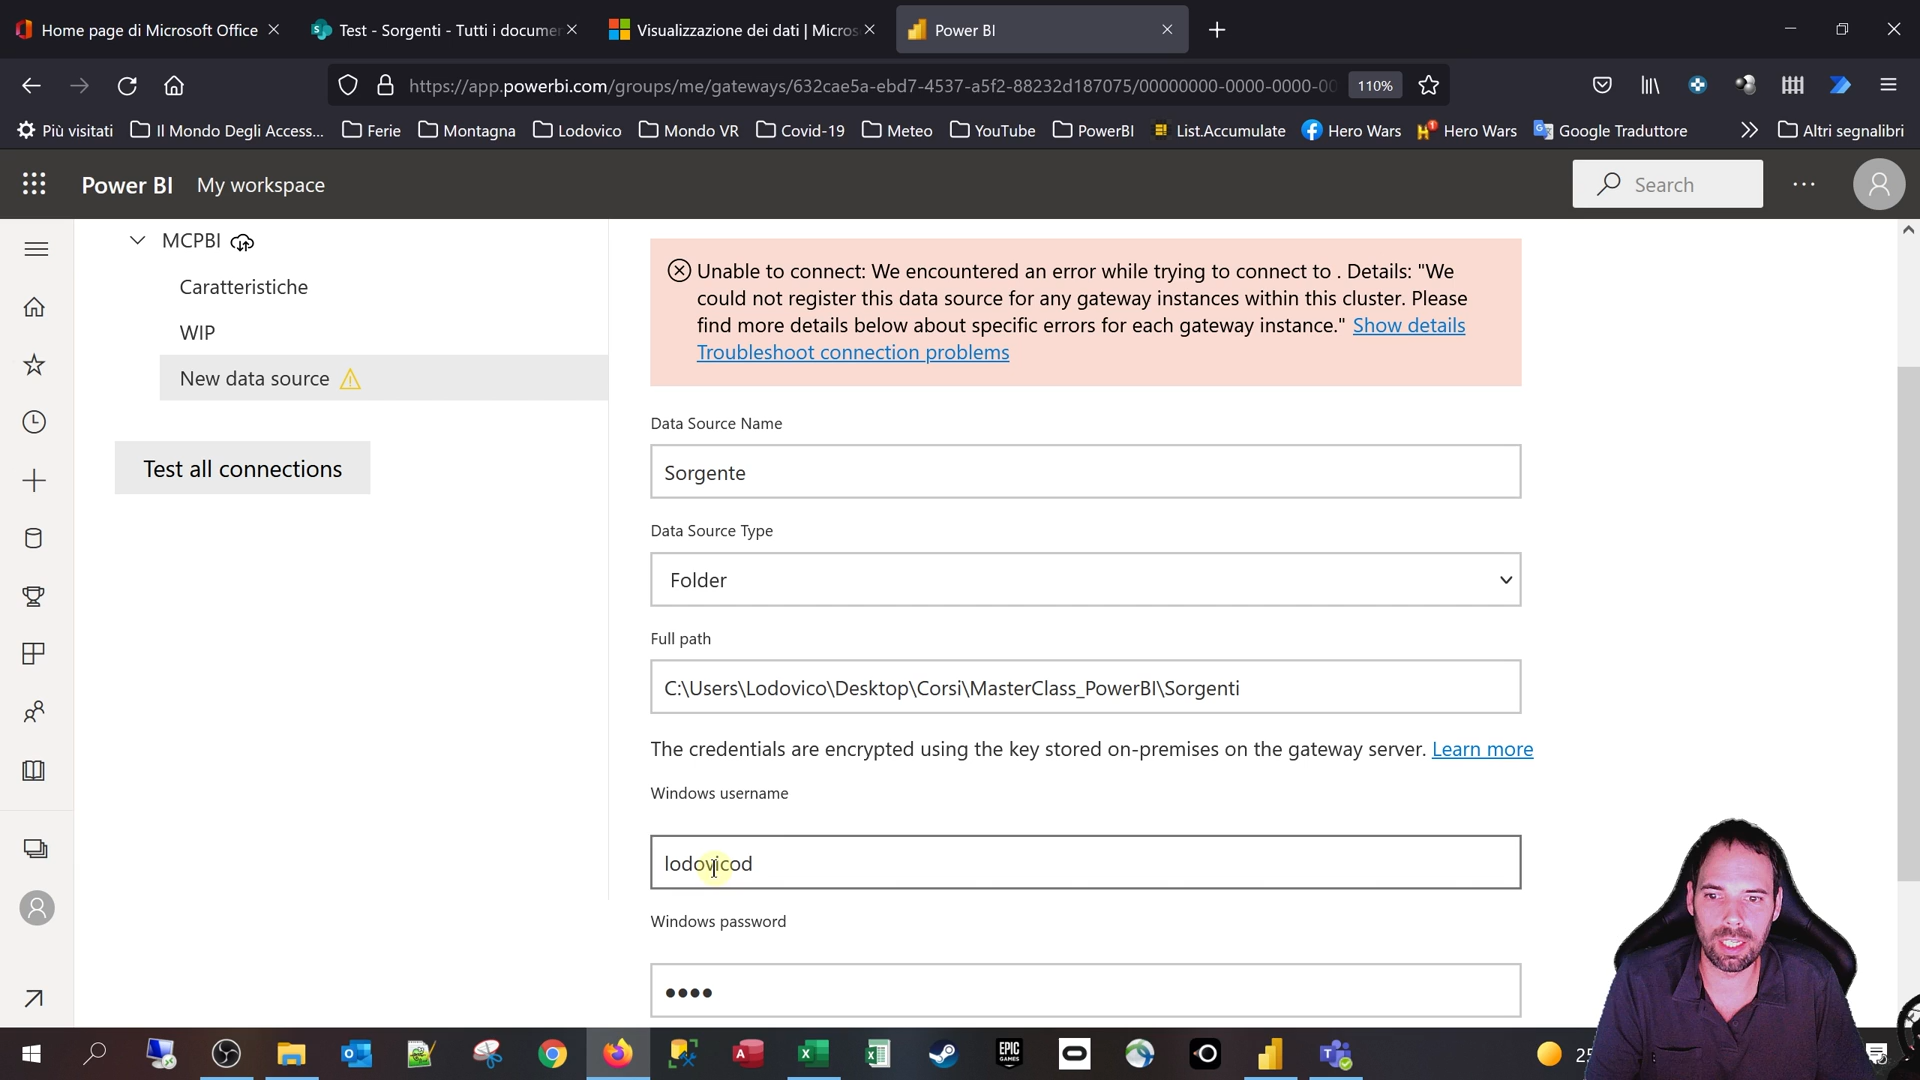 Home page di Microsoft Office
Test - Sorgenti - Tutti i docume
Visualizzazione dei dati | Micros
Power BI
https://app.powerbi.com/groups/me/gateways/632cae5a-ebd7-4537-a5f2-88232d187075/00000000-0000-0000-00
110%
Più visitati
Il Mondo Degli Access...
Ferie
Montagna
Lodovico
Mondo VR
Covid-19
Meteo
YouTube
PowerBI
List.Accumulate
Hero Wars
Hero Wars
Google Traduttore
Altri segnalibri
Power BI
My workspace
Search
MCPBI
Caratteristiche
WIP
New data source
Test all connections
Unable to connect: We encountered an error while trying to connect to . Details: "We
could not register this data source for any gateway instances within this cluster. Please
find more details below about specific errors for each gateway instance." Show details
Troubleshoot connection problems
Data Source Name
Sorgente
Data Source Type
Folder
Full path
C:\Users\Lodovico\Desktop\Corsi\MasterClass_PowerBI\Sorgenti
The credentials are encrypted using the key stored on-premises on the gateway server. Learn more
Windows username
lodovicod
Windows password
••••
EPIC
GAMES